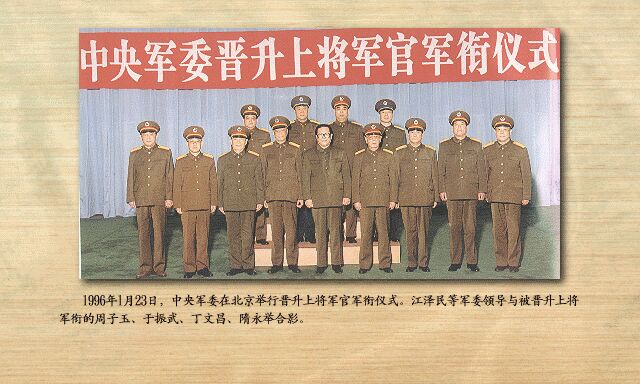 中央军委晋升上将军官军衔仪式
1996年1月23日，中央军委在北京举行晋升上将军官军衔仪式。江泽民等军委领导与被晋升上将
军衔的周子玉、于振武、丁文昌、隋永举合影。